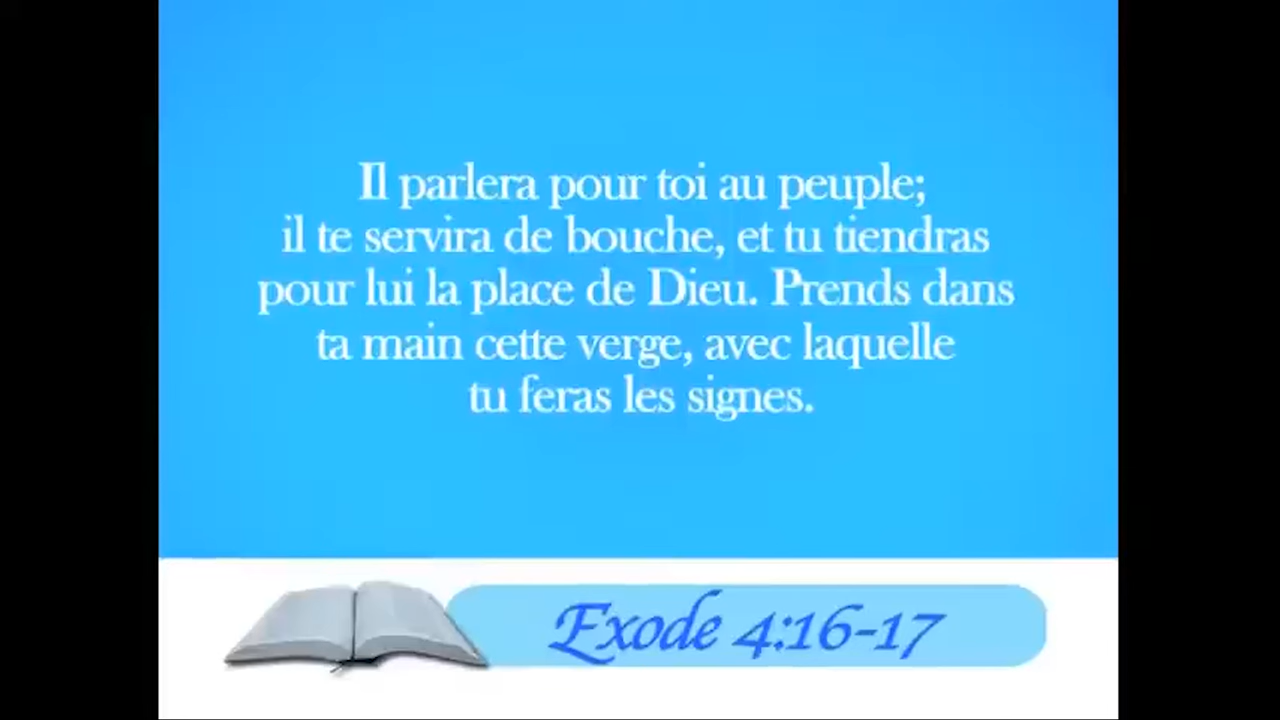 Il parlera pour toi au peuple;
il te servira de bouche, et tu tiendras
pour lui la place de Dieu. Prends dans
ta main cette verge, avec laquelle
tu feras les signes.
Exode 4:16-17